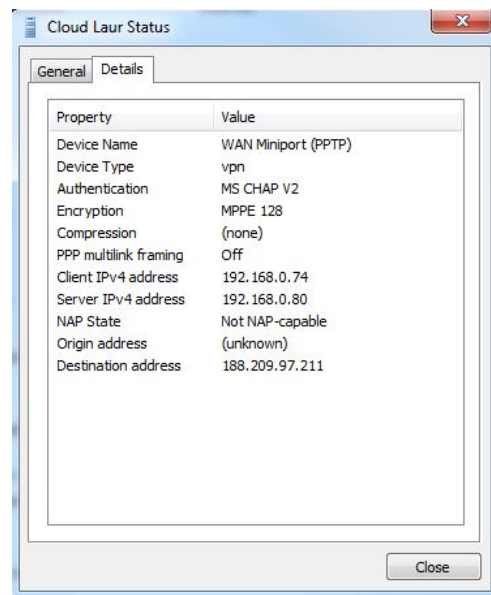 Cloud Laur Status
General Details
Property Value
Device Name WAN Miniport (PPTP)
Device Type vpn
Authentication MS CHAP V2
Encryption MPPE 128
Compression (none)
PPP multilink framing Off
Client IPv4 address 192.168.0.74
Server IPv4 address 192.168.0.80
NAP State Not NAP-capable
Origin address (unknown)
Destination address 188.209.97.211
Close